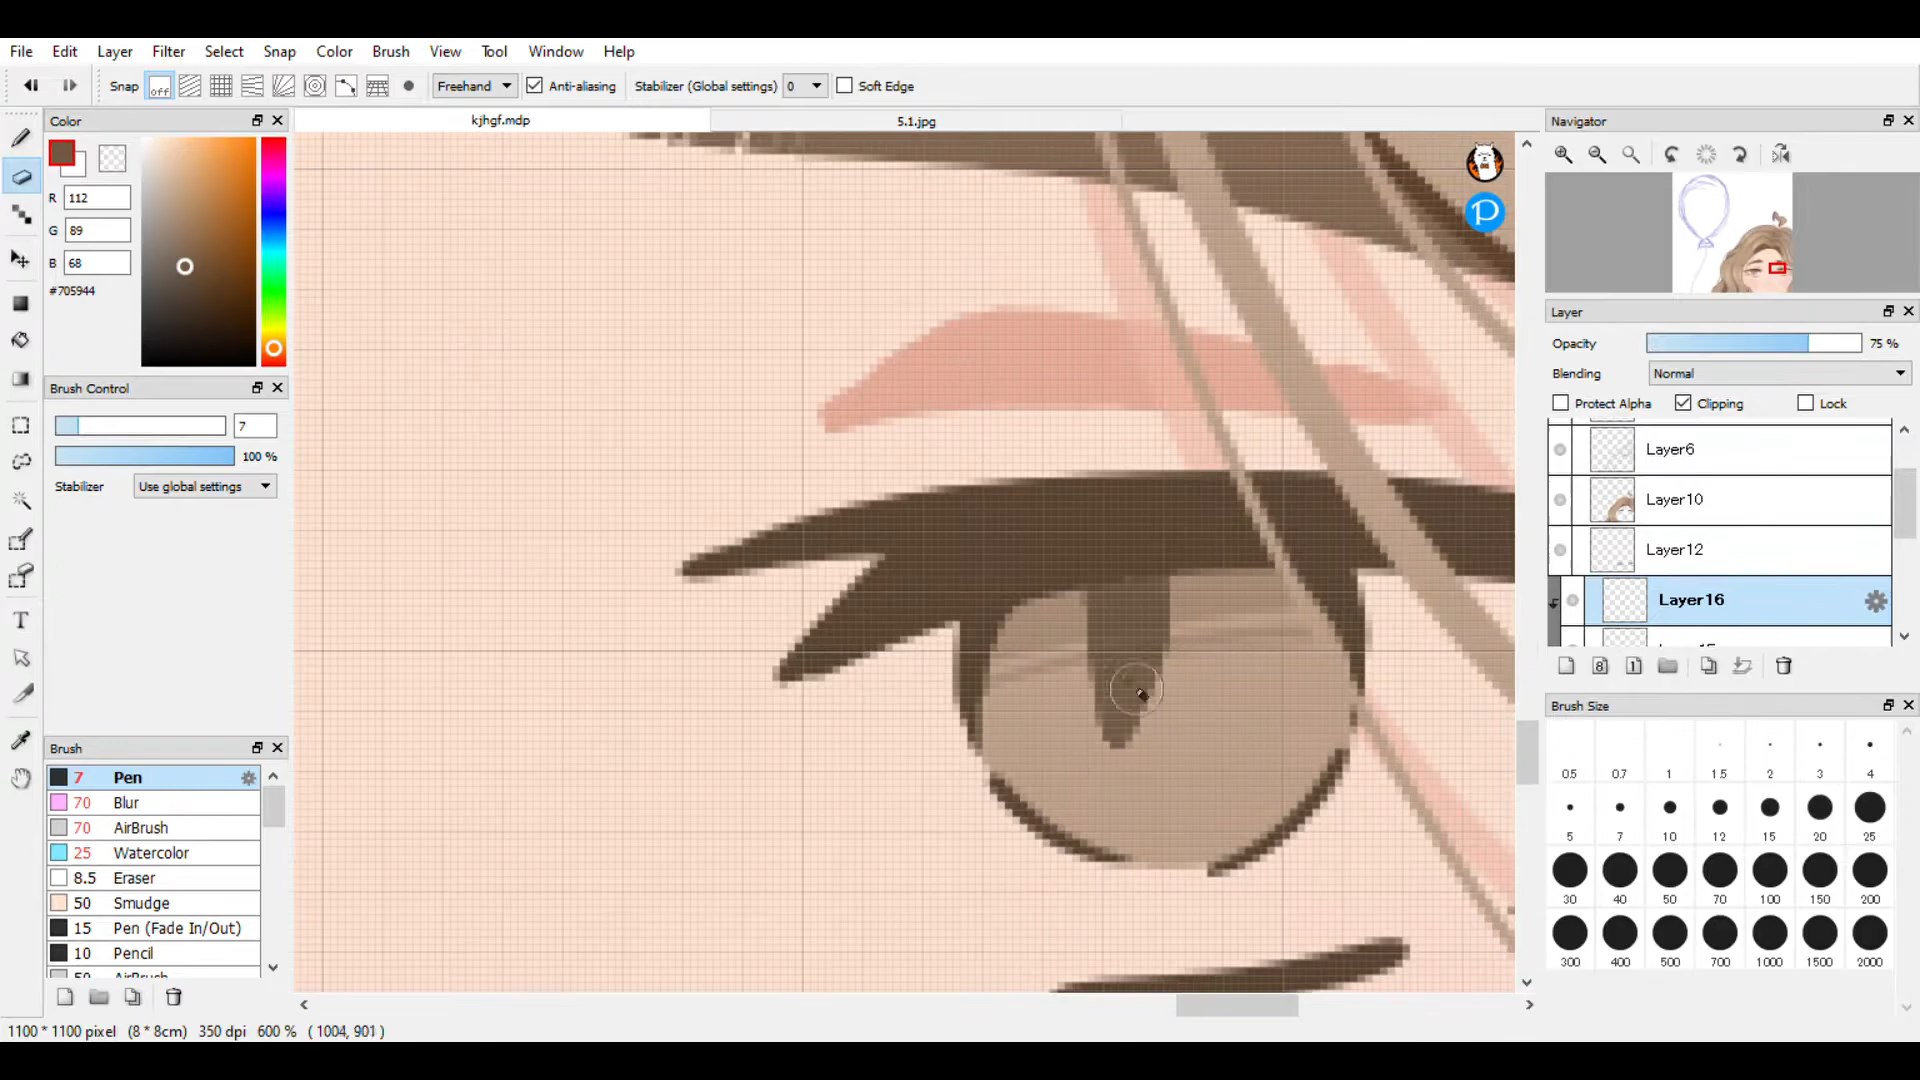 File Edit Layer Filter Select Snap Color Brush View Tool Window Help
Snap off Freehand Anti-aliasing Stabilizer (Global settings) 0 Soft Edge
Color
R 112
G 89
B 68
#705944
Brush Control
7
100 %
Stabilizer Use global settings
Brush
7 Pen
70 Blur
70 AirBrush
25 Watercolor
8.5 Eraser
50 Smudge
15 Pen (Fade In/Out)
10 Pencil
50 AirBrush
kjhgf.mdp 5.1.jpg
P
Navigator
Layer
Opacity 75 %
Blending Normal
Protect Alpha Clipping Lock
Layer6
Layer10
Layer12
Layer16
8 1
Brush Size
0.5 0.7 1 1.5 2 3 4
5 7 10 12 15 20 25
30 40 50 70 100 150 200
300 400 500 700 1000 1500 2000
T
1100 * 1100 pixel (8 * 8cm) 350 dpi 600 % ( 1004, 901 )